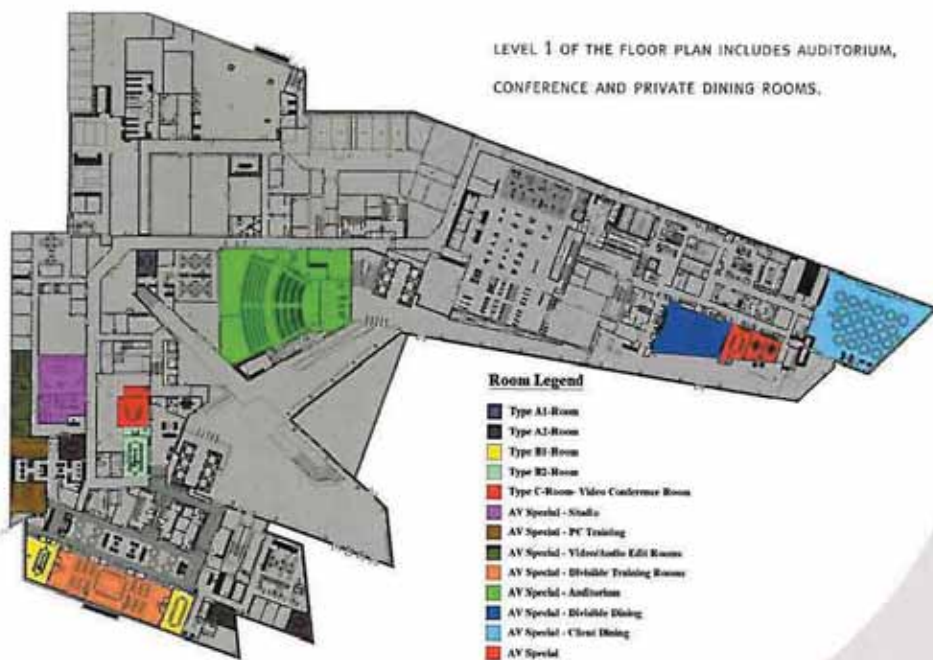 LEVEL 1 OF THE FLOOR PLAN INCLUDES AUDITORIUM,
CONFERENCE AND PRIVATE DINING ROOMS.
Room Legend
Type A1-Room
Type A2-Room
Type B1-Room
Type B2-Room
Type C-Room- Video Conference Room
AV Special - Studio
AV Special - PC Training
AV Special - Video/Audio Edit Rooms
AV Special - Divisible Training Rooms
AV Special - Auditorium
AV Special - Divisible Dining
AV Special - Client Dining
AV Special